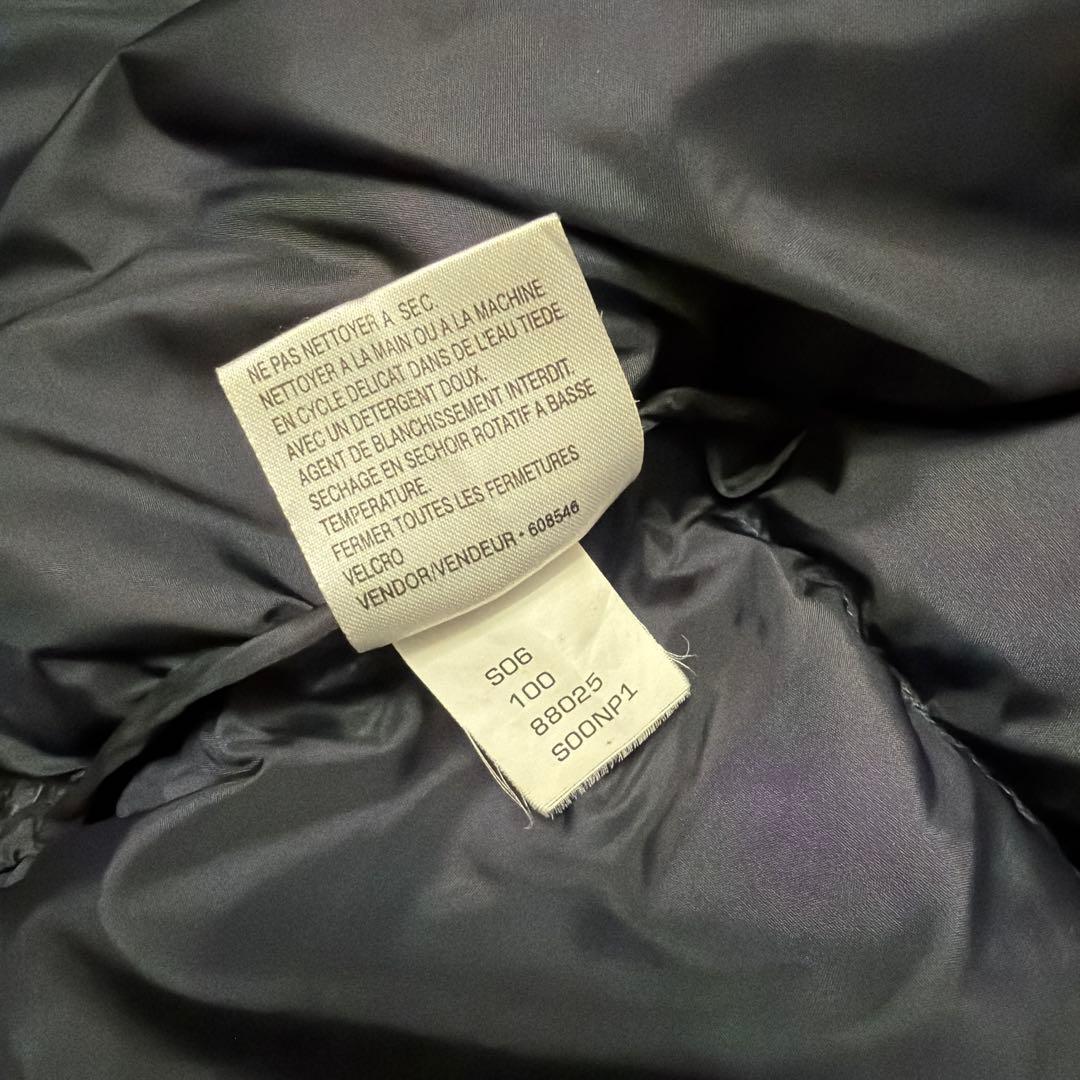 NE PAS NETTOYER A SEC.
NETTOYER A LA MAIN OU A LA MACHINE
EN CYCLE DELICAT DANS DE L'EAU TIEDE
AVEC UN DETERGENT DOUX.
AGENT DE BLANCHISSEMENT INTERDIT.
SECHAGE EN SECHOIR ROTATIF A BASSE
TEMPERATURE
FERMER TOUTES LES FERMETURES
VELCRO
VENDOR/VENDEUR • 608546
S06
100
88025
S00NP1